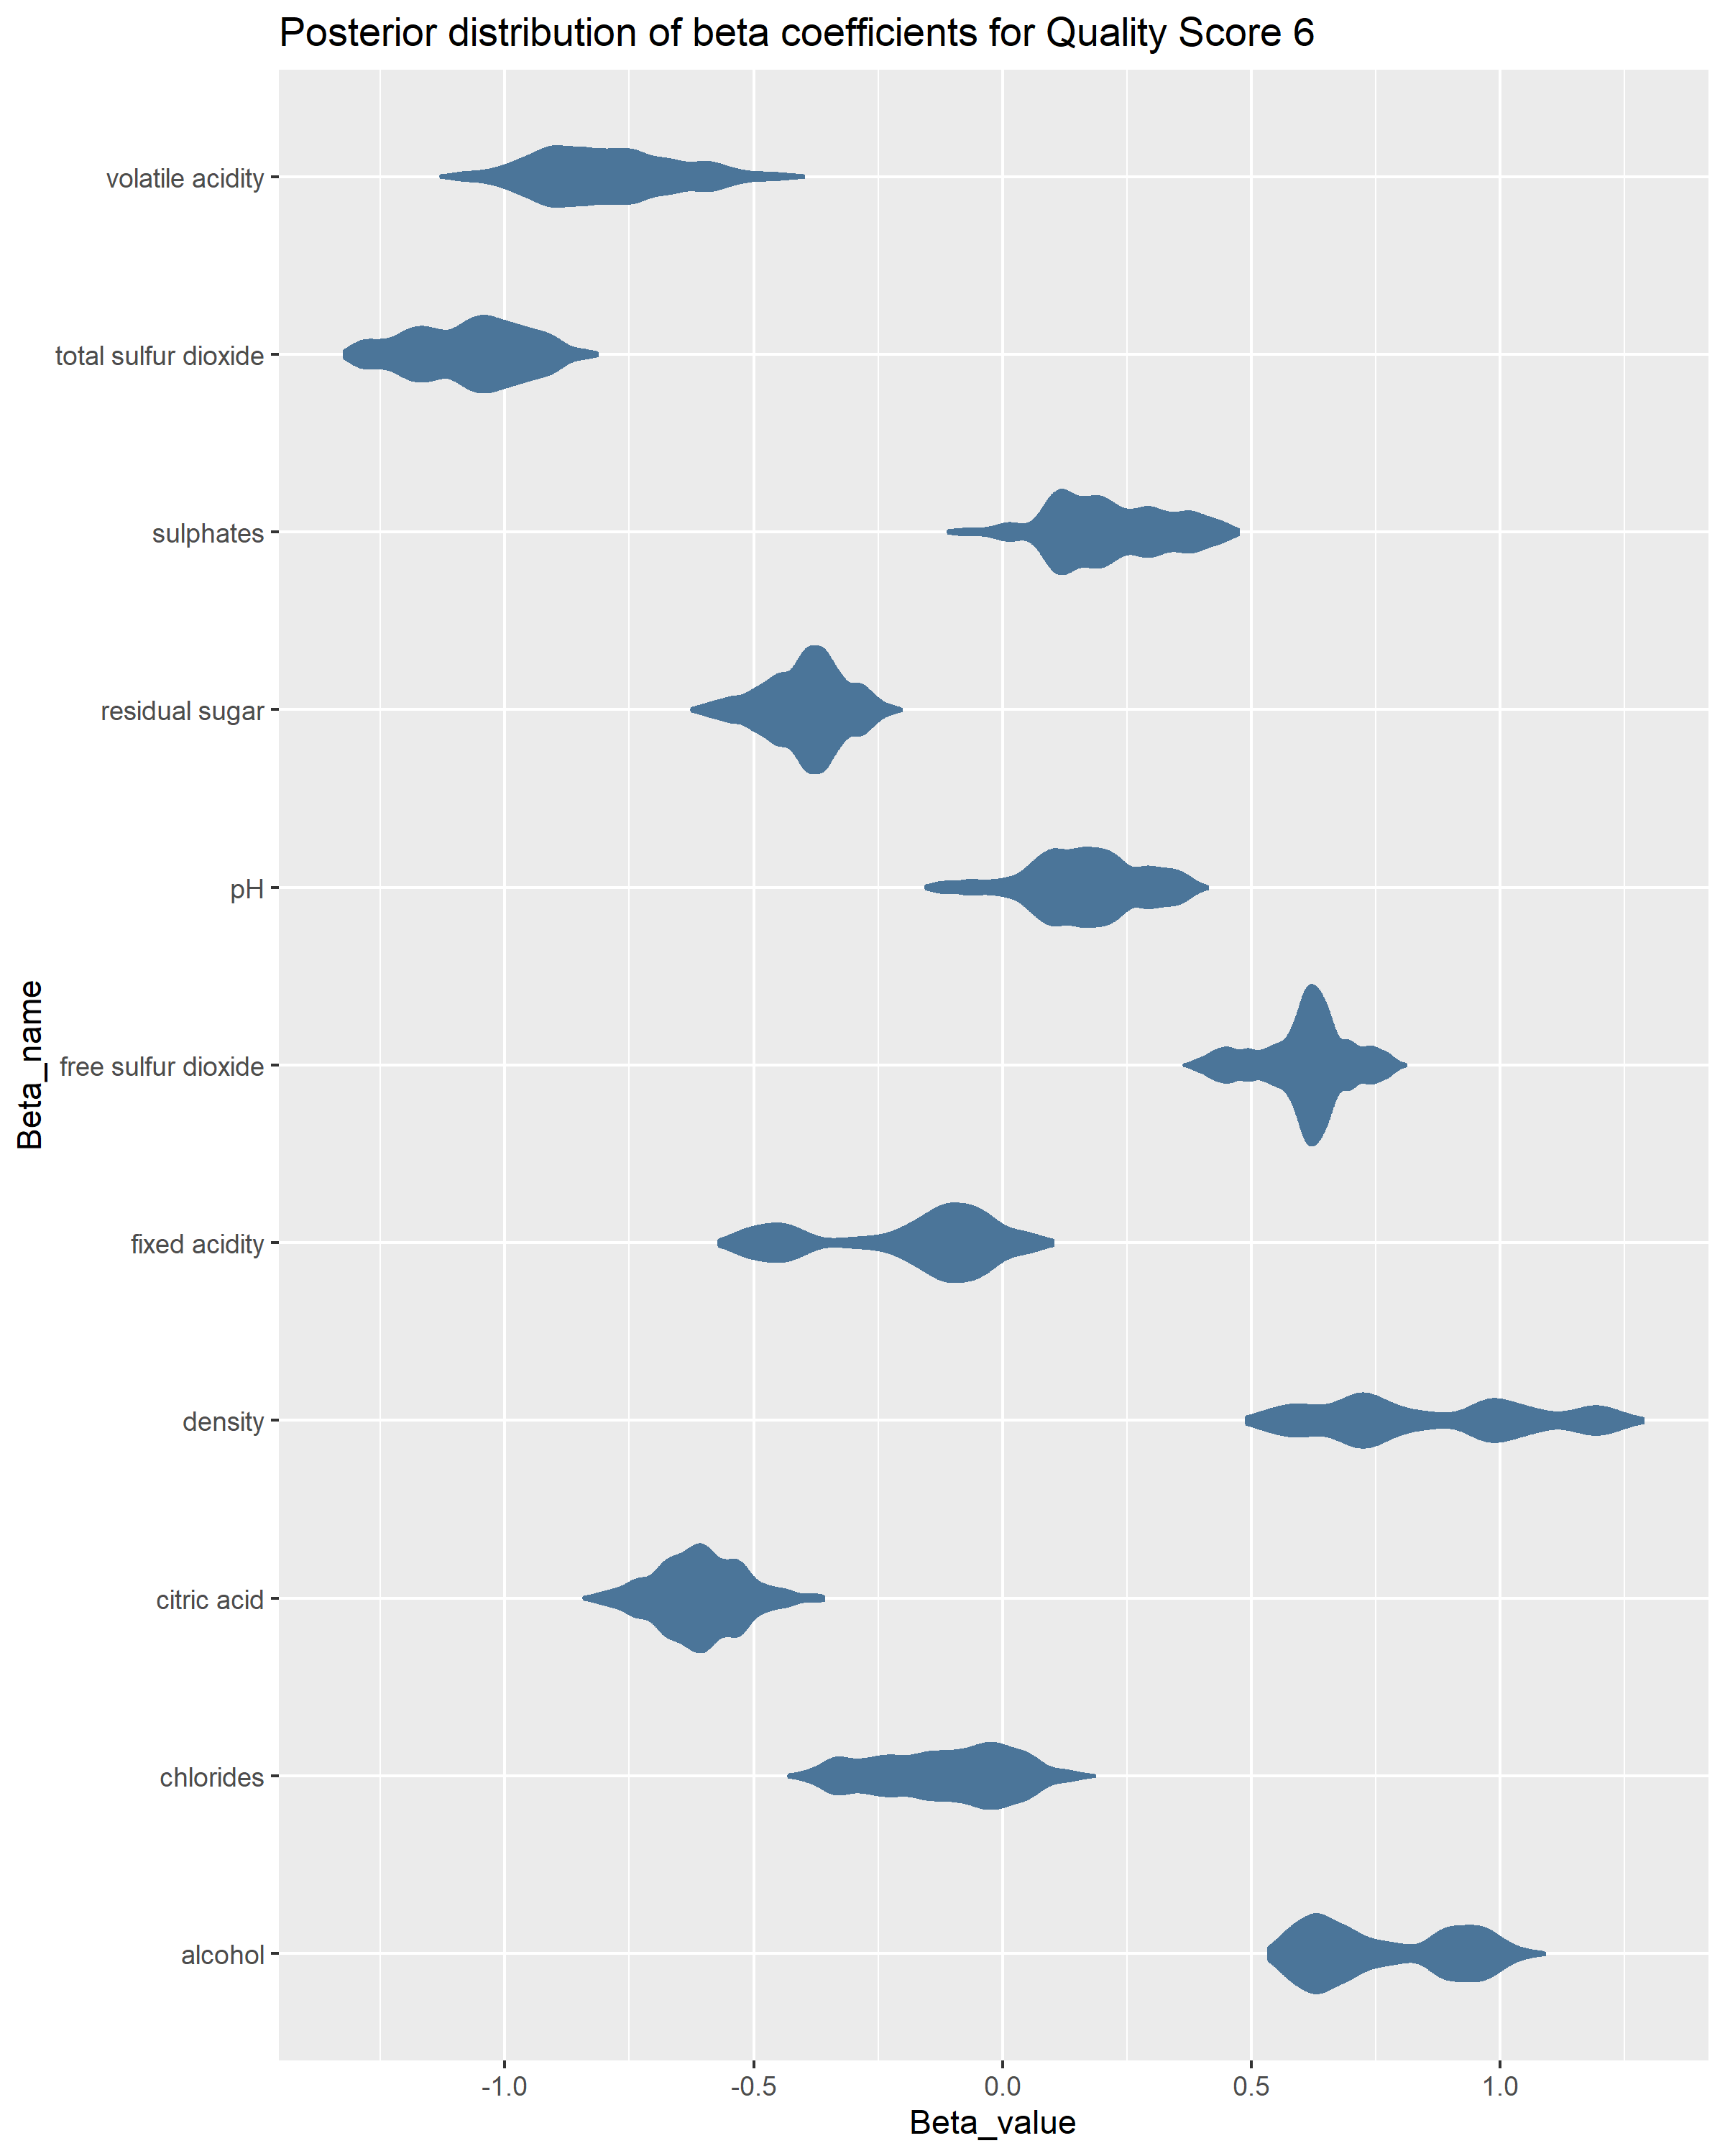 Posterior distribution of beta coefficients for Quality Score 6
volatile acidity
total sulfur dioxide
sulphates
residual sugar
pH
free sulfur dioxide
fixed acidity
density
citric acid
chlorides
alcohol
Beta_name
-1.0 -0.5 0.0 0.5 1.0
Beta_value